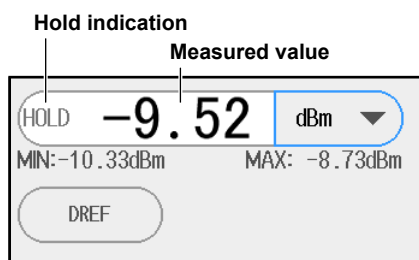 Hold indication
Measured value
HOLD -9.52 dBm
MIN:-10.33dBm MAX: -8.73dBm
DREF